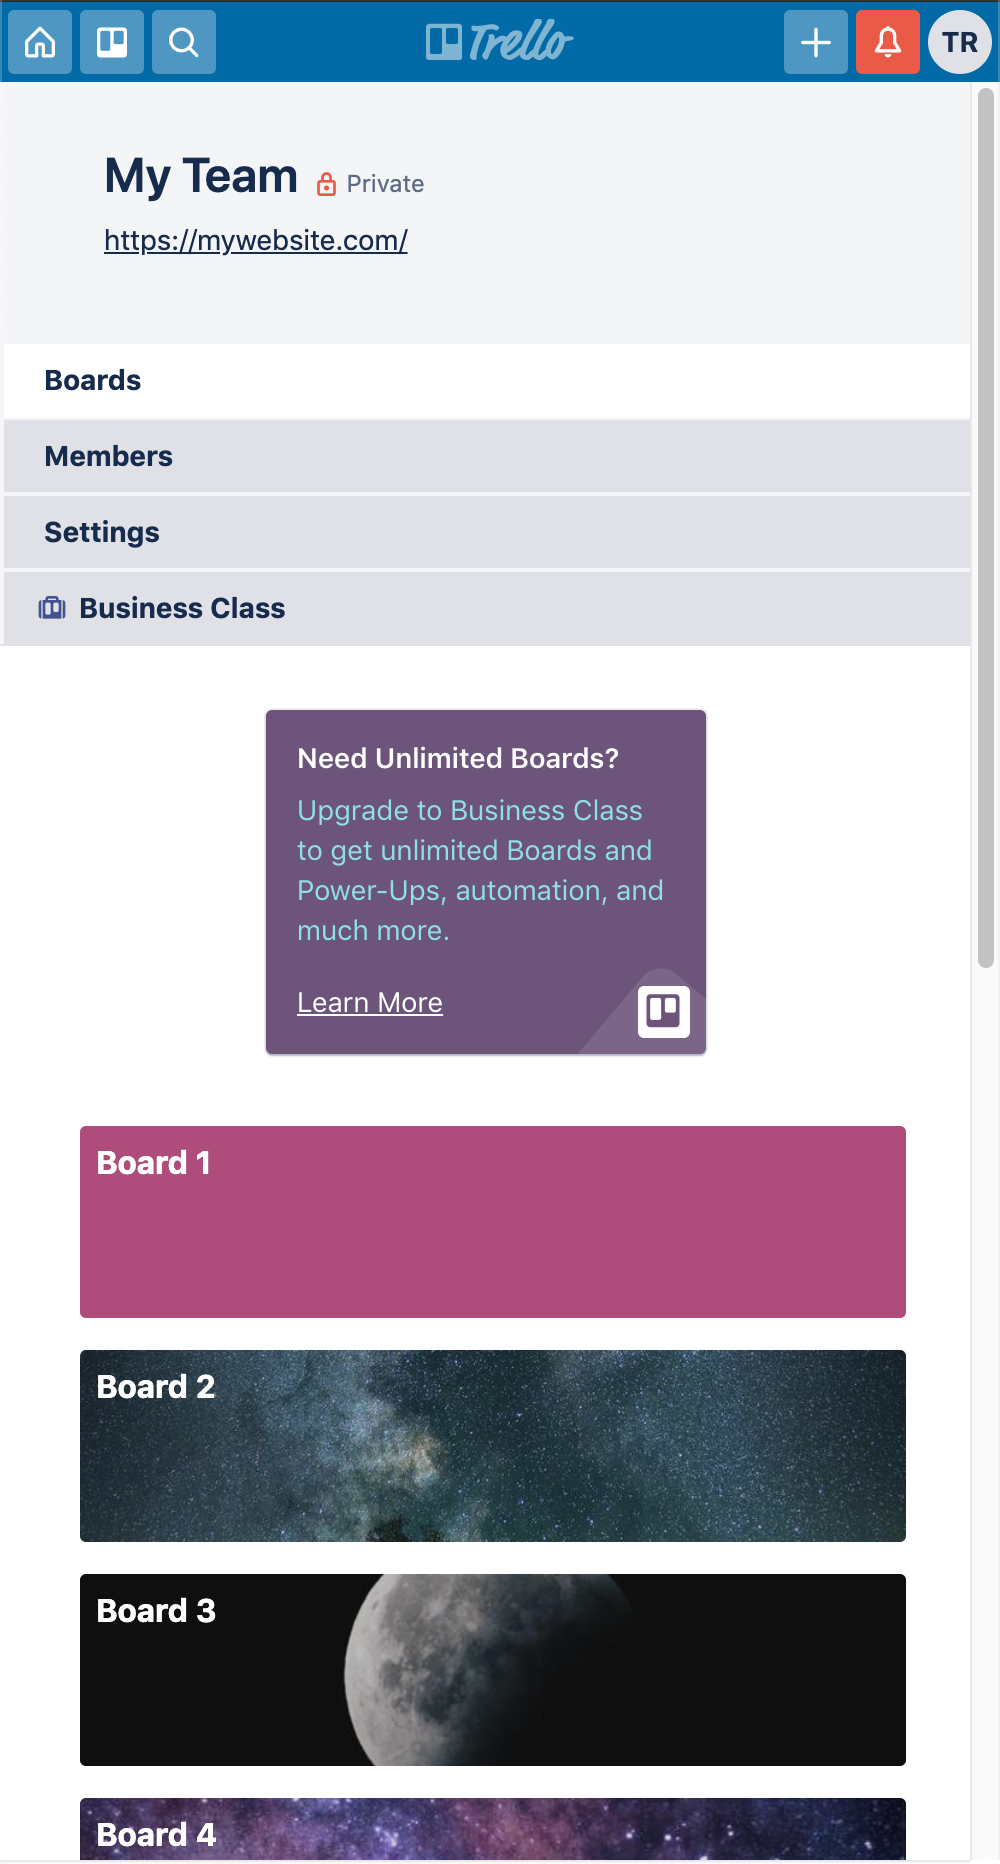 Trello
TR
My Team
Private
https://mywebsite.com/
Boards
Members
Settings
Business Class
Need Unlimited Boards?
Upgrade to Business Class
to get unlimited Boards and
Power-Ups, automation, and
much more.
Learn More
Board 1
Board 2
Board 3
Board 4